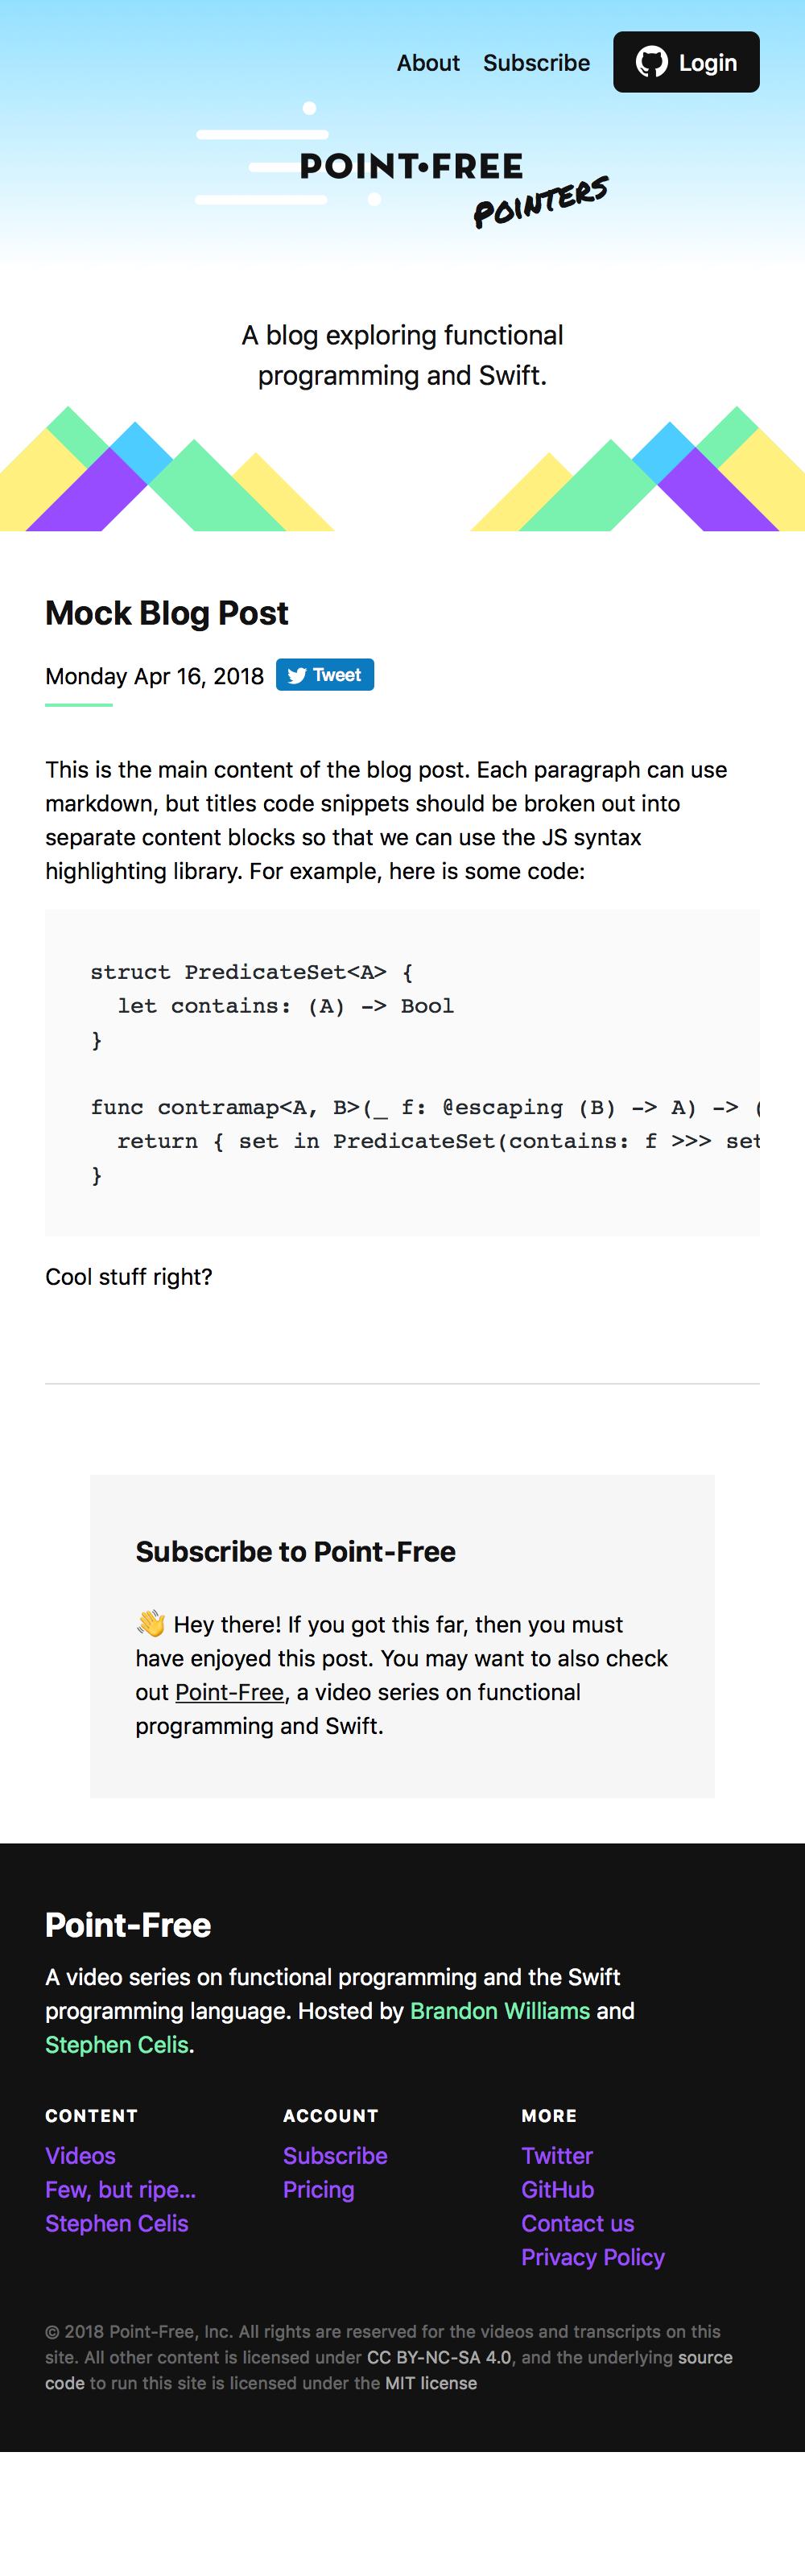 About Subscribe Login
POINT•FREE
POINTERS
A blog exploring functional
programming and Swift.
Mock Blog Post
Monday Apr 16, 2018 Tweet
This is the main content of the blog post. Each paragraph can use
markdown, but titles code snippets should be broken out into
separate content blocks so that we can use the JS syntax
highlighting library. For example, here is some code:
struct PredicateSet<A> {
  let contains: (A) -> Bool
}
func contramap<A, B>(_ f: @escaping (B) -> A) -> (
  return { set in PredicateSet(contains: f >>> set
}
Cool stuff right?
Subscribe to Point-Free
👋 Hey there! If you got this far, then you must
have enjoyed this post. You may want to also check
out Point-Free, a video series on functional
programming and Swift.
Point-Free
A video series on functional programming and the Swift
programming language. Hosted by Brandon Williams and
Stephen Celis.
CONTENT
Videos
Few, but ripe...
Stephen Celis
ACCOUNT
Subscribe
Pricing
MORE
Twitter
GitHub
Contact us
Privacy Policy
© 2018 Point-Free, Inc. All rights are reserved for the videos and transcripts on this
site. All other content is licensed under CC BY-NC-SA 4.0, and the underlying source
code to run this site is licensed under the MIT license